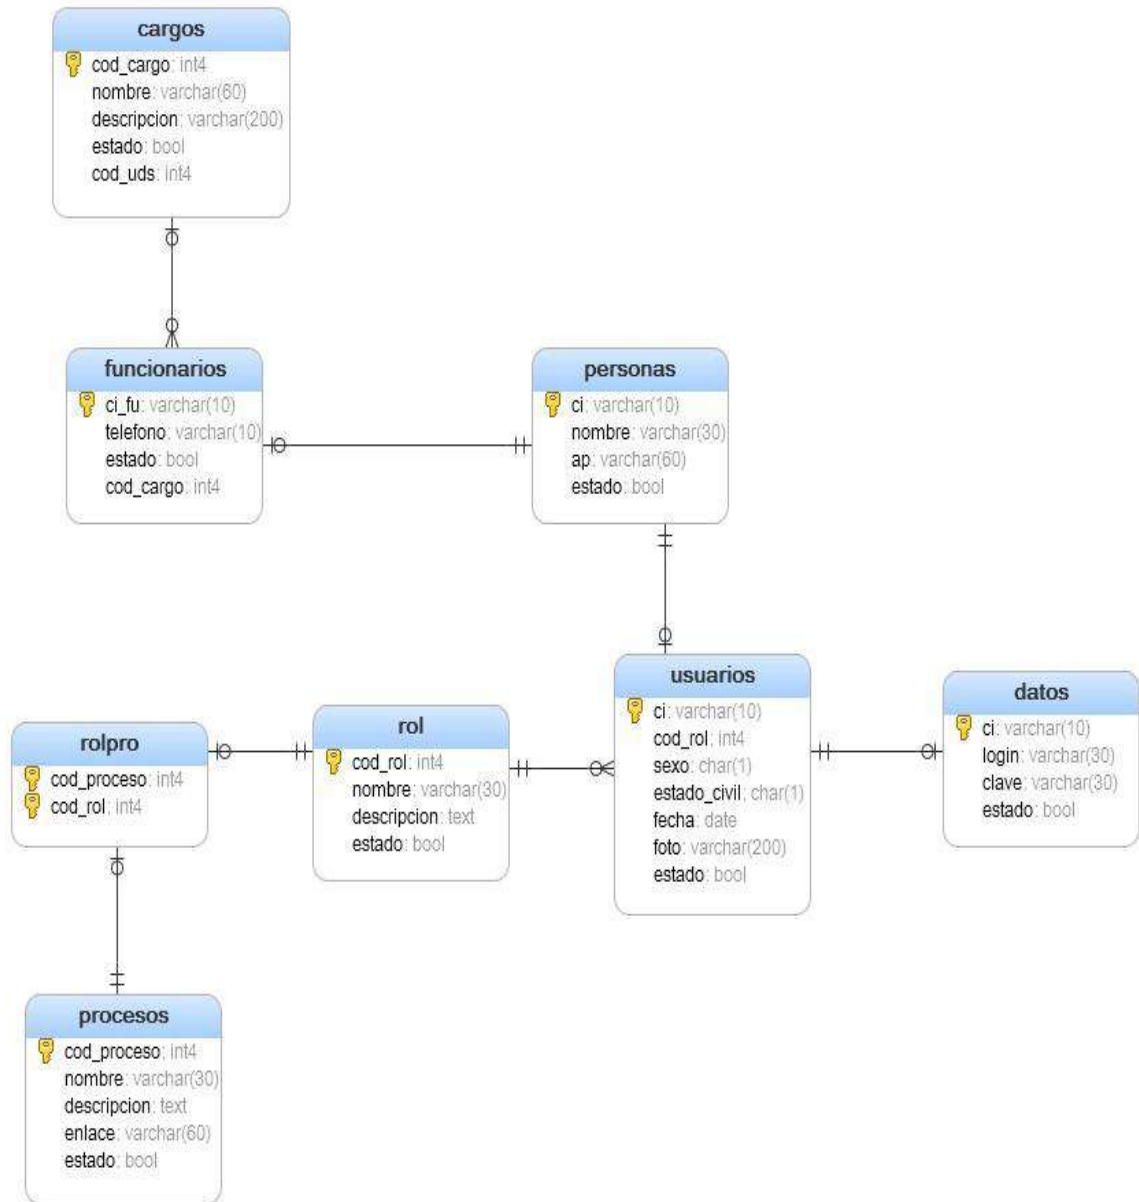 cargos
cod_cargo: int4
nombre: varchar(60)
descripcion: varchar(200)
estado: bool
cod_uds: int4
funcionarios
ci_fu: varchar(10)
telefono: varchar(10)
estado: bool
cod_cargo: int4
personas
ci: varchar(10)
nombre: varchar(30)
ap: varchar(60)
estado: bool
usuarios
ci: varchar(10)
cod_rol: int4
sexo: char(1)
estado_civil: char(1)
fecha: date
foto: varchar(200)
estado: bool
datos
ci: varchar(10)
login: varchar(30)
clave: varchar(30)
estado: bool
rol
cod_rol: int4
nombre: varchar(30)
descripcion: text
estado: bool
rolpro
cod_proceso: int4
cod_rol: int4
procesos
cod_proceso: int4
nombre: varchar(30)
descripcion: text
enlace: varchar(60)
estado: bool